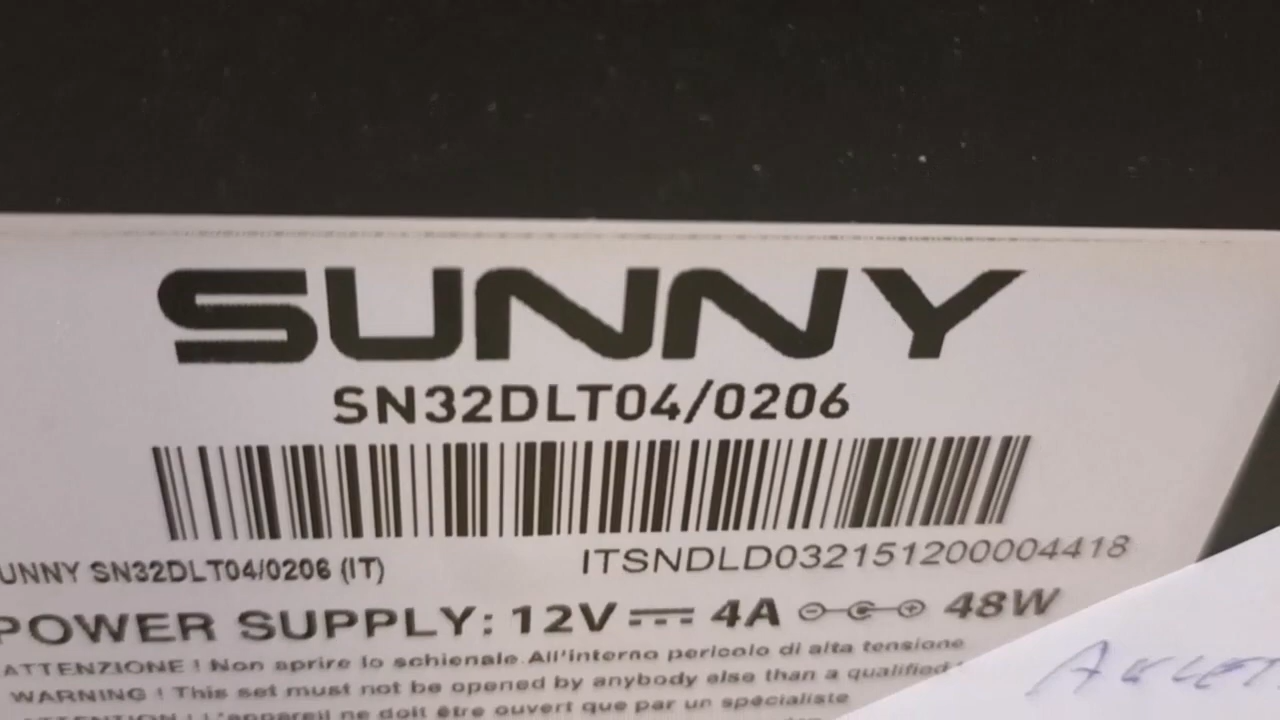 SUNNY
SN32DLT04/0206
UNNY SN32DLT04/0206 (IT) ITSNDLD032151200004418
POWER SUPPLY: 12V 4A 48W
ATTENZIONE ! Non aprire lo schienale. All'interno pericolo di alta tensione
WARNING ! This set must not be opened by anybody else than a qualified
ATTENTION ! L'appareil ne doit être ouvert que par un spécialiste